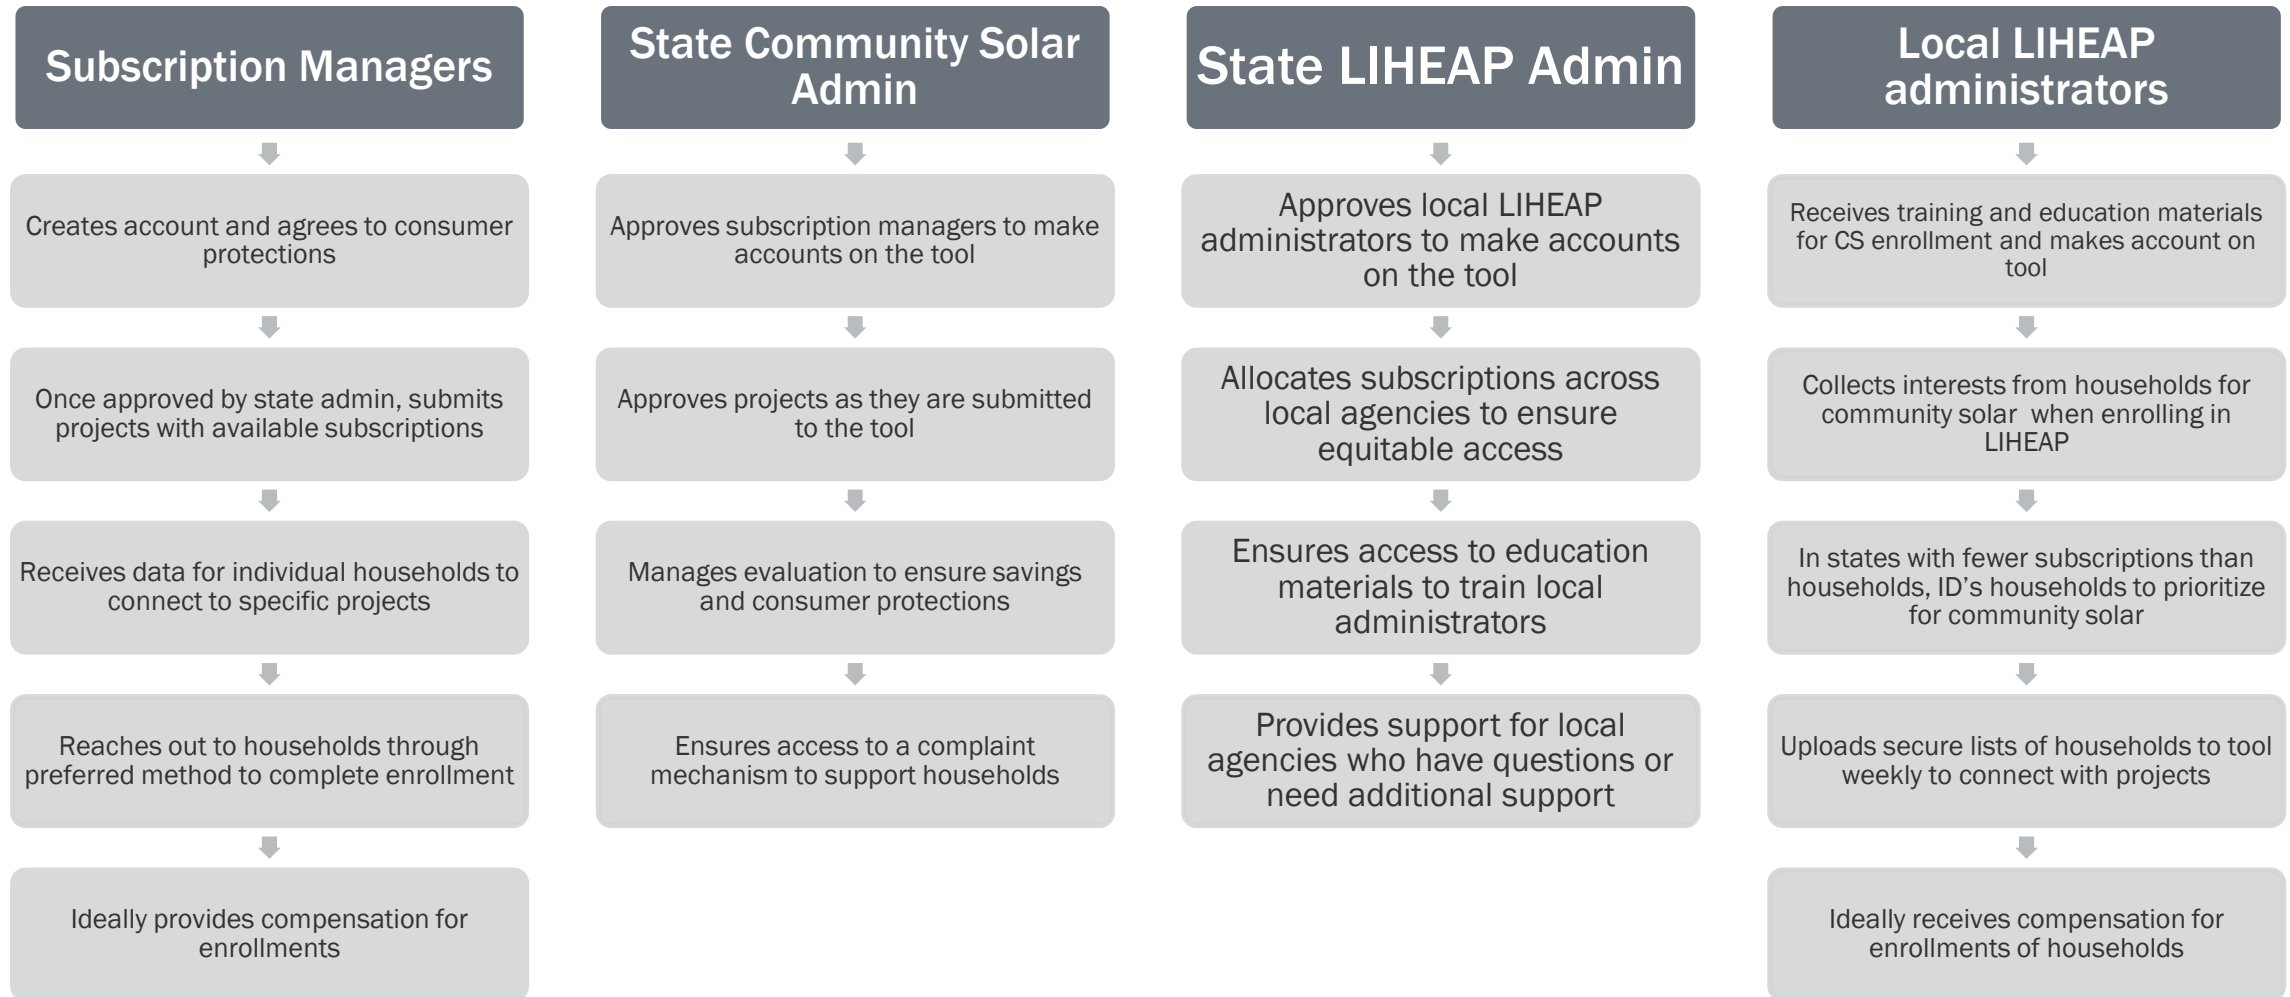 Subscription Managers
Creates account and agrees to consumer
protections
Once approved by state admin, submits
projects with available subscriptions
Receives data for individual households to
connect to specific projects
Reaches out to households through
preferred method to complete enrollment
Ideally provides compensation for
enrollments
State Community Solar
Admin
Approves subscription managers to make
accounts on the tool
Approves projects as they are submitted
to the tool
Manages evaluation to ensure savings
and consumer protections
Ensures access to a complaint
mechanism to support households
State LIHEAP Admin
Approves local LIHEAP
administrators to make accounts
on the tool
Allocates subscriptions across
local agencies to ensure
equitable access
Ensures access to education
materials to train local
administrators
Provides support for local
agencies who have questions or
need additional support
Local LIHEAP
administrators
Receives training and education materials
for CS enrollment and makes account on
tool
Collects interests from households for
community solar  when enrolling in
LIHEAP
In states with fewer subscriptions than
households, ID’s households to prioritize
for community solar
Uploads secure lists of households to tool
weekly to connect with projects
Ideally receives compensation for
enrollments of households